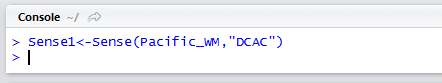 Console ~/
> Sense1<-Sense(Pacific_WM,"DCAC")
>